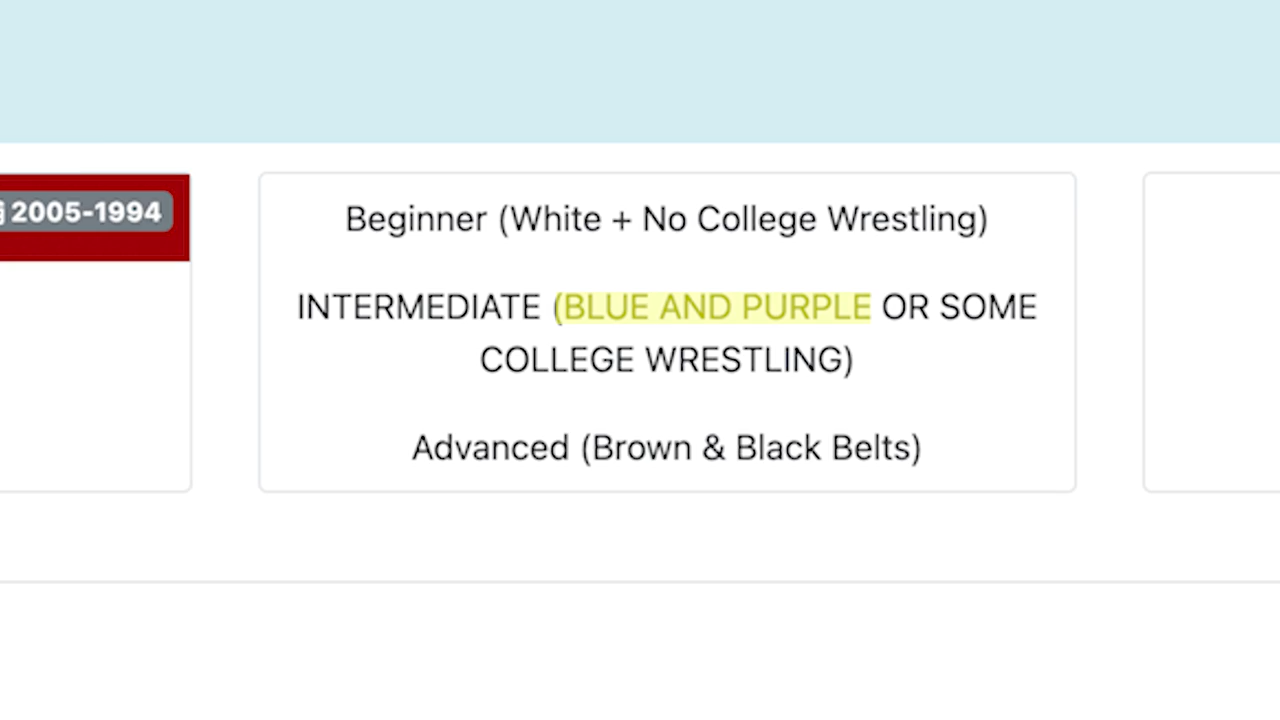 2005-1994
Beginner (White + No College Wrestling)
INTERMEDIATE (BLUE AND PURPLE OR SOME
COLLEGE WRESTLING)
Advanced (Brown & Black Belts)